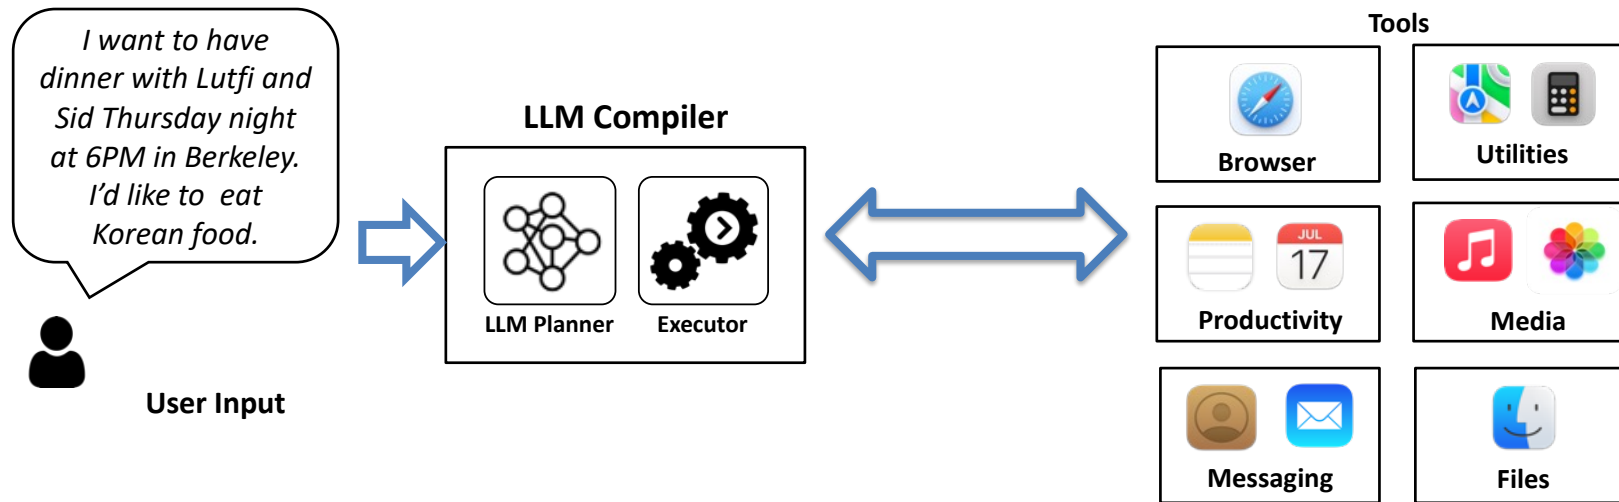 I want to have
dinner with Lutfi and
Sid Thursday night
at 6PM in Berkeley.
I'd like to  eat
Korean food.
User Input
LLM Compiler
LLM Planner
Executor
Tools
Browser
Utilities
JUL
17
Productivity
Media
Messaging
Files